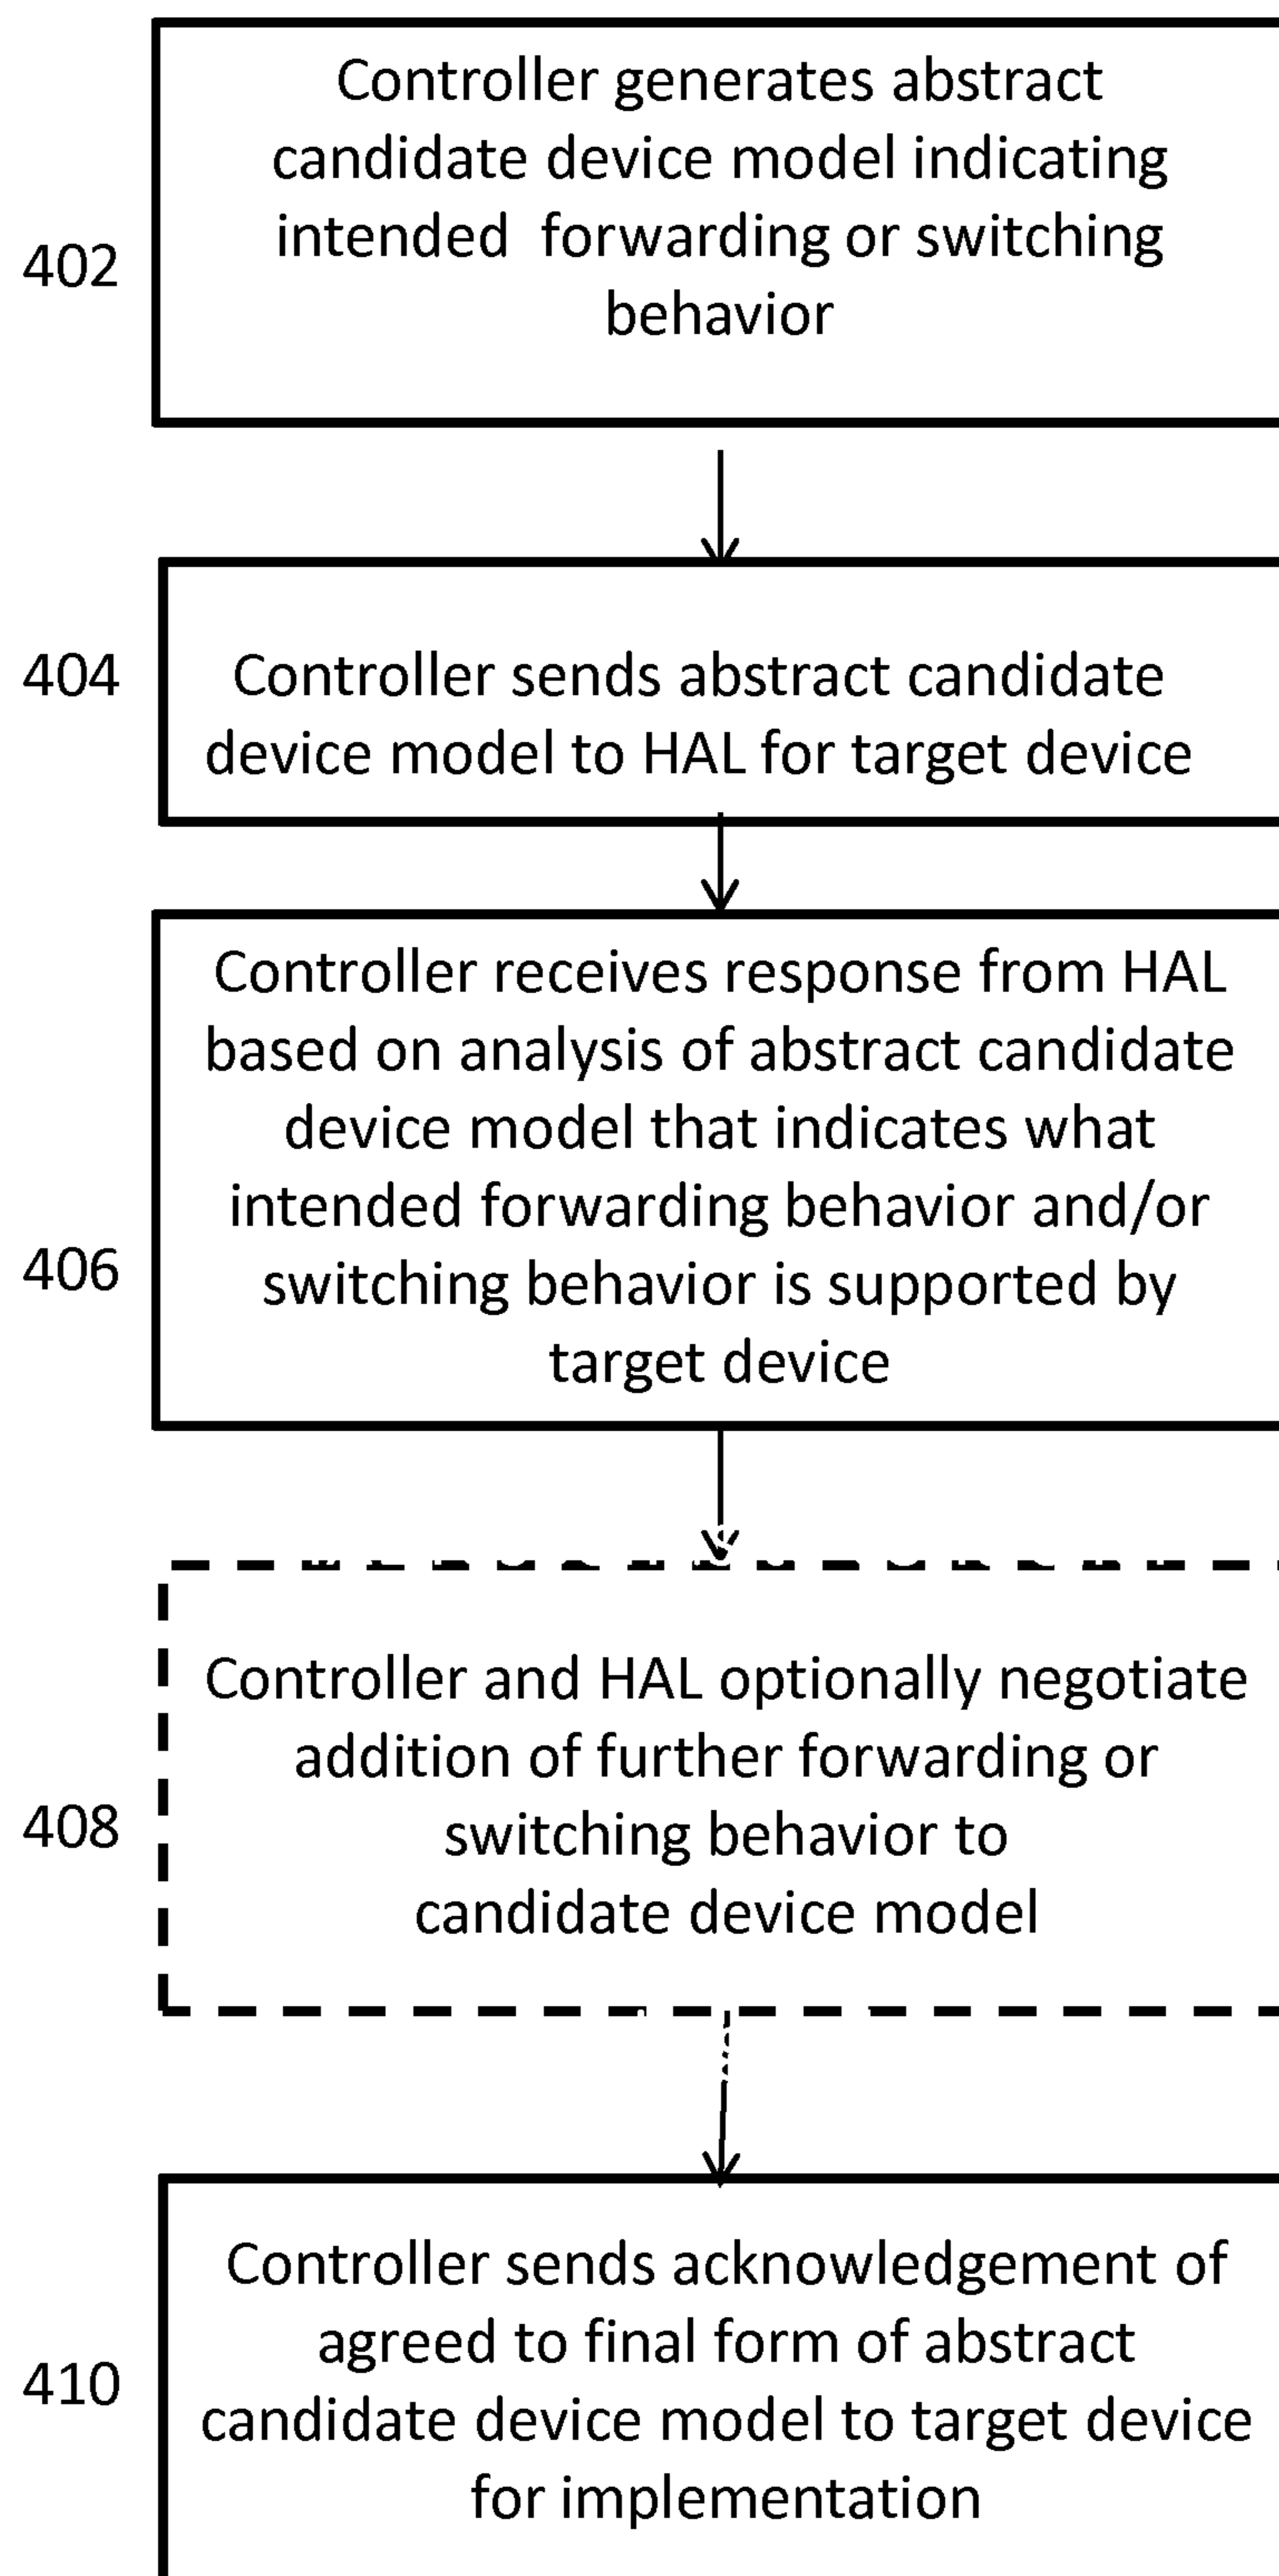 Controller generates abstract
candidate device model indicating
intended forwarding or switching
behavior
402
404
Controller sends abstract candidate
device model to HAL for target device
Controller receives response from HAL
based on analysis of abstract candidate
device model that indicates what
intended forwarding behavior and/or
switching behavior is supported by
target device
406
Controller and HAL optionally negotiate
addition of further forwarding or
switching behavior to
candidate device model
408
Controller sends acknowledgement of
agreed to final form of abstract
candidate device model to target device
for implementation
410